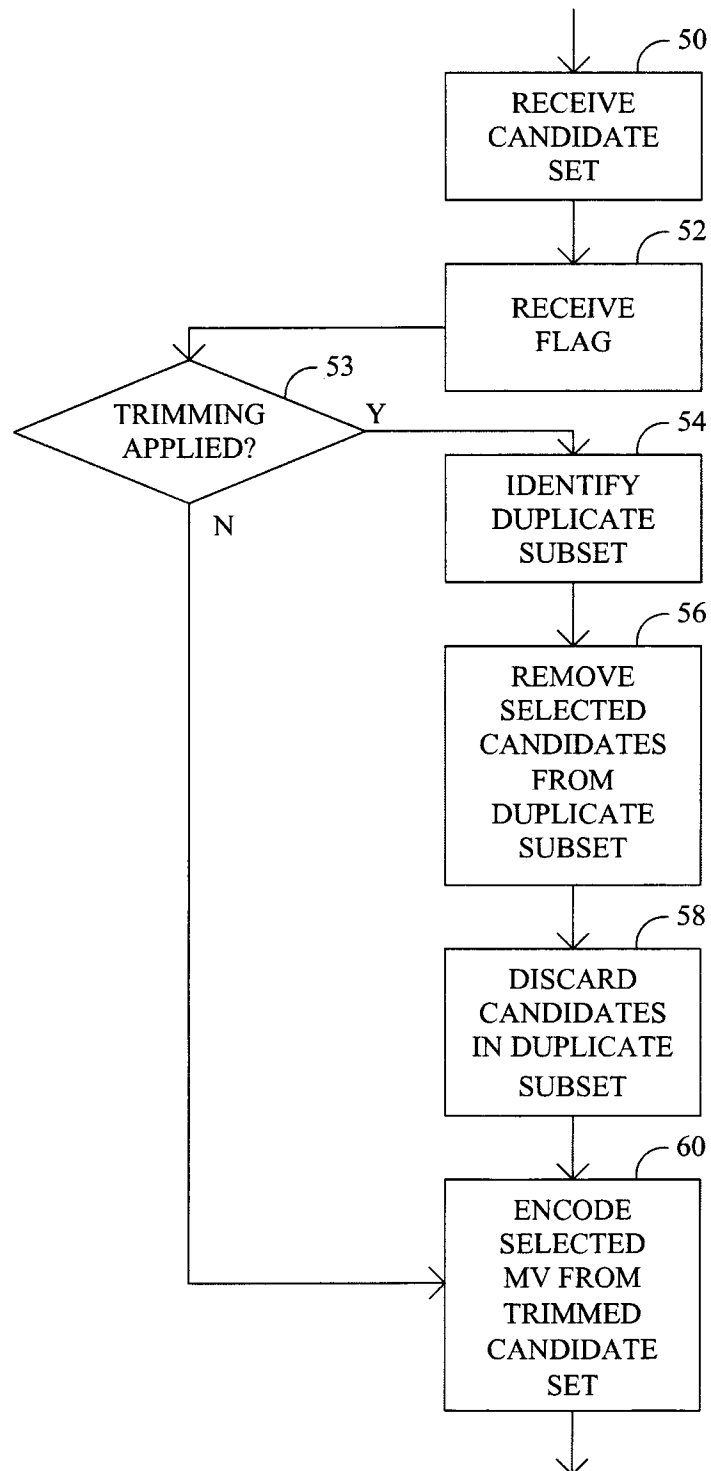 50
RECEIVE
CANDIDATE
SET
52
RECEIVE
FLAG
53
TRIMMING
APPLIED?
Y
N
54
IDENTIFY
DUPLICATE
SUBSET
56
REMOVE
SELECTED
CANDIDATES
FROM
DUPLICATE
SUBSET
58
DISCARD
CANDIDATES
IN DUPLICATE
SUBSET
60
ENCODE
SELECTED
MV FROM
TRIMMED
CANDIDATE
SET